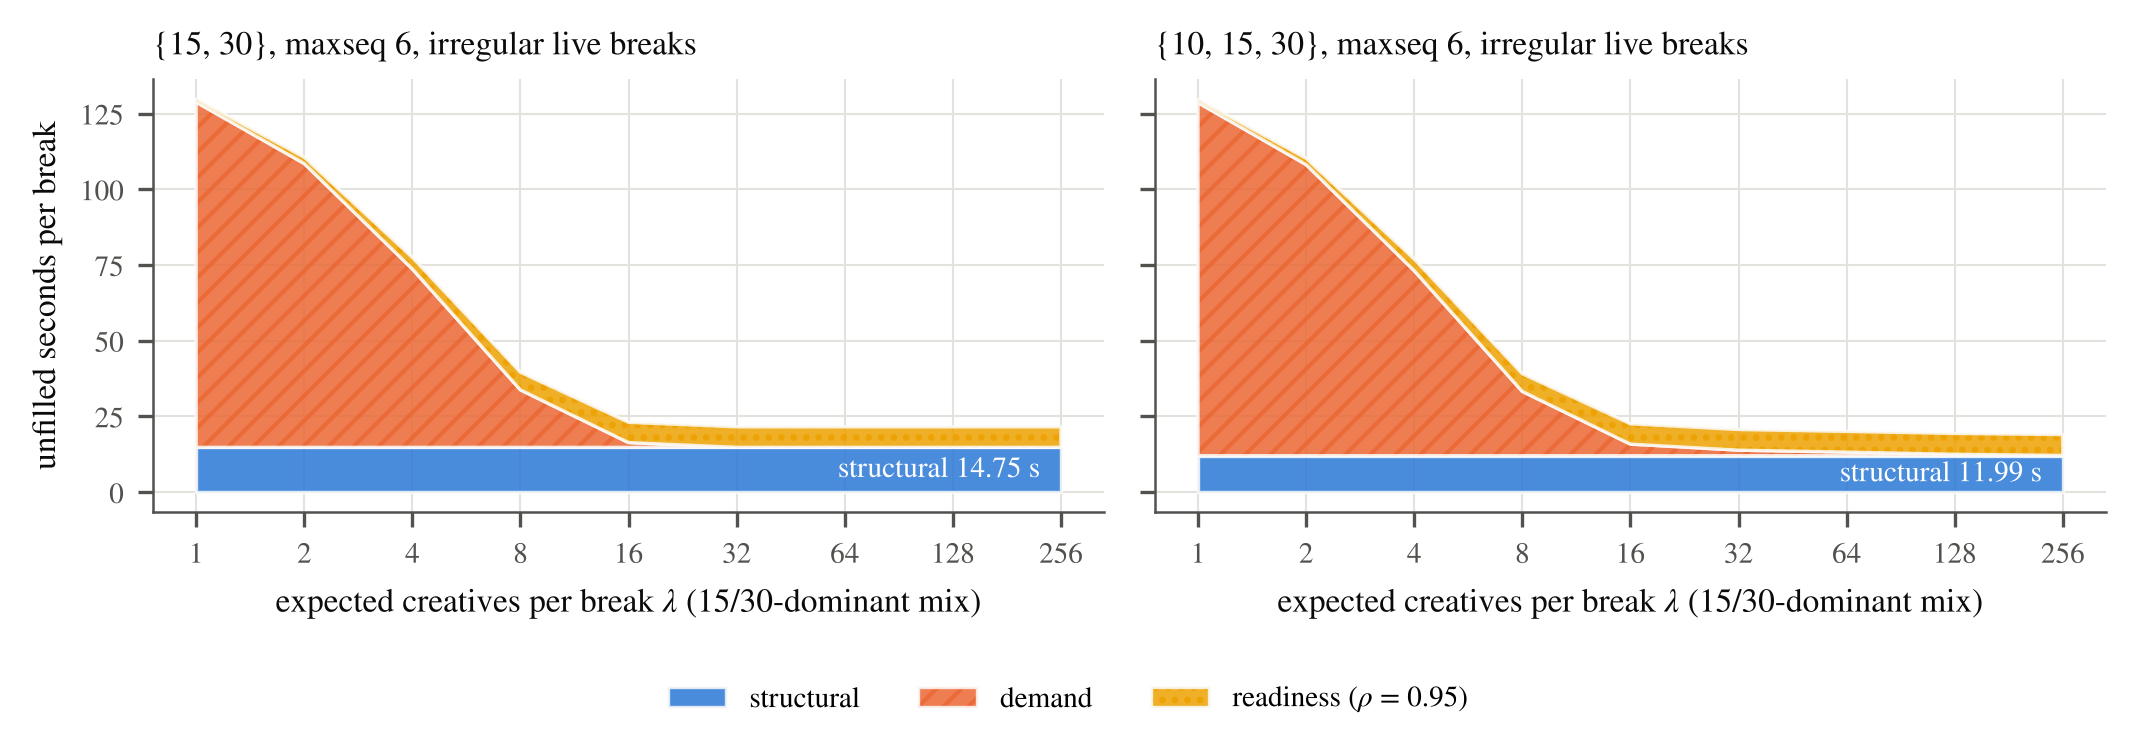 {15, 30}, maxseq 6, irregular live breaks
{10, 15, 30}, maxseq 6, irregular live breaks
unfilled seconds per break
125
100
75
50
25
0
structural 14.75 s
structural 11.99 s
1 2 4 8 16 32 64 128 256
1 2 4 8 16 32 64 128 256
expected creatives per break λ (15/30-dominant mix)
expected creatives per break λ (15/30-dominant mix)
structural demand readiness (ρ = 0.95)